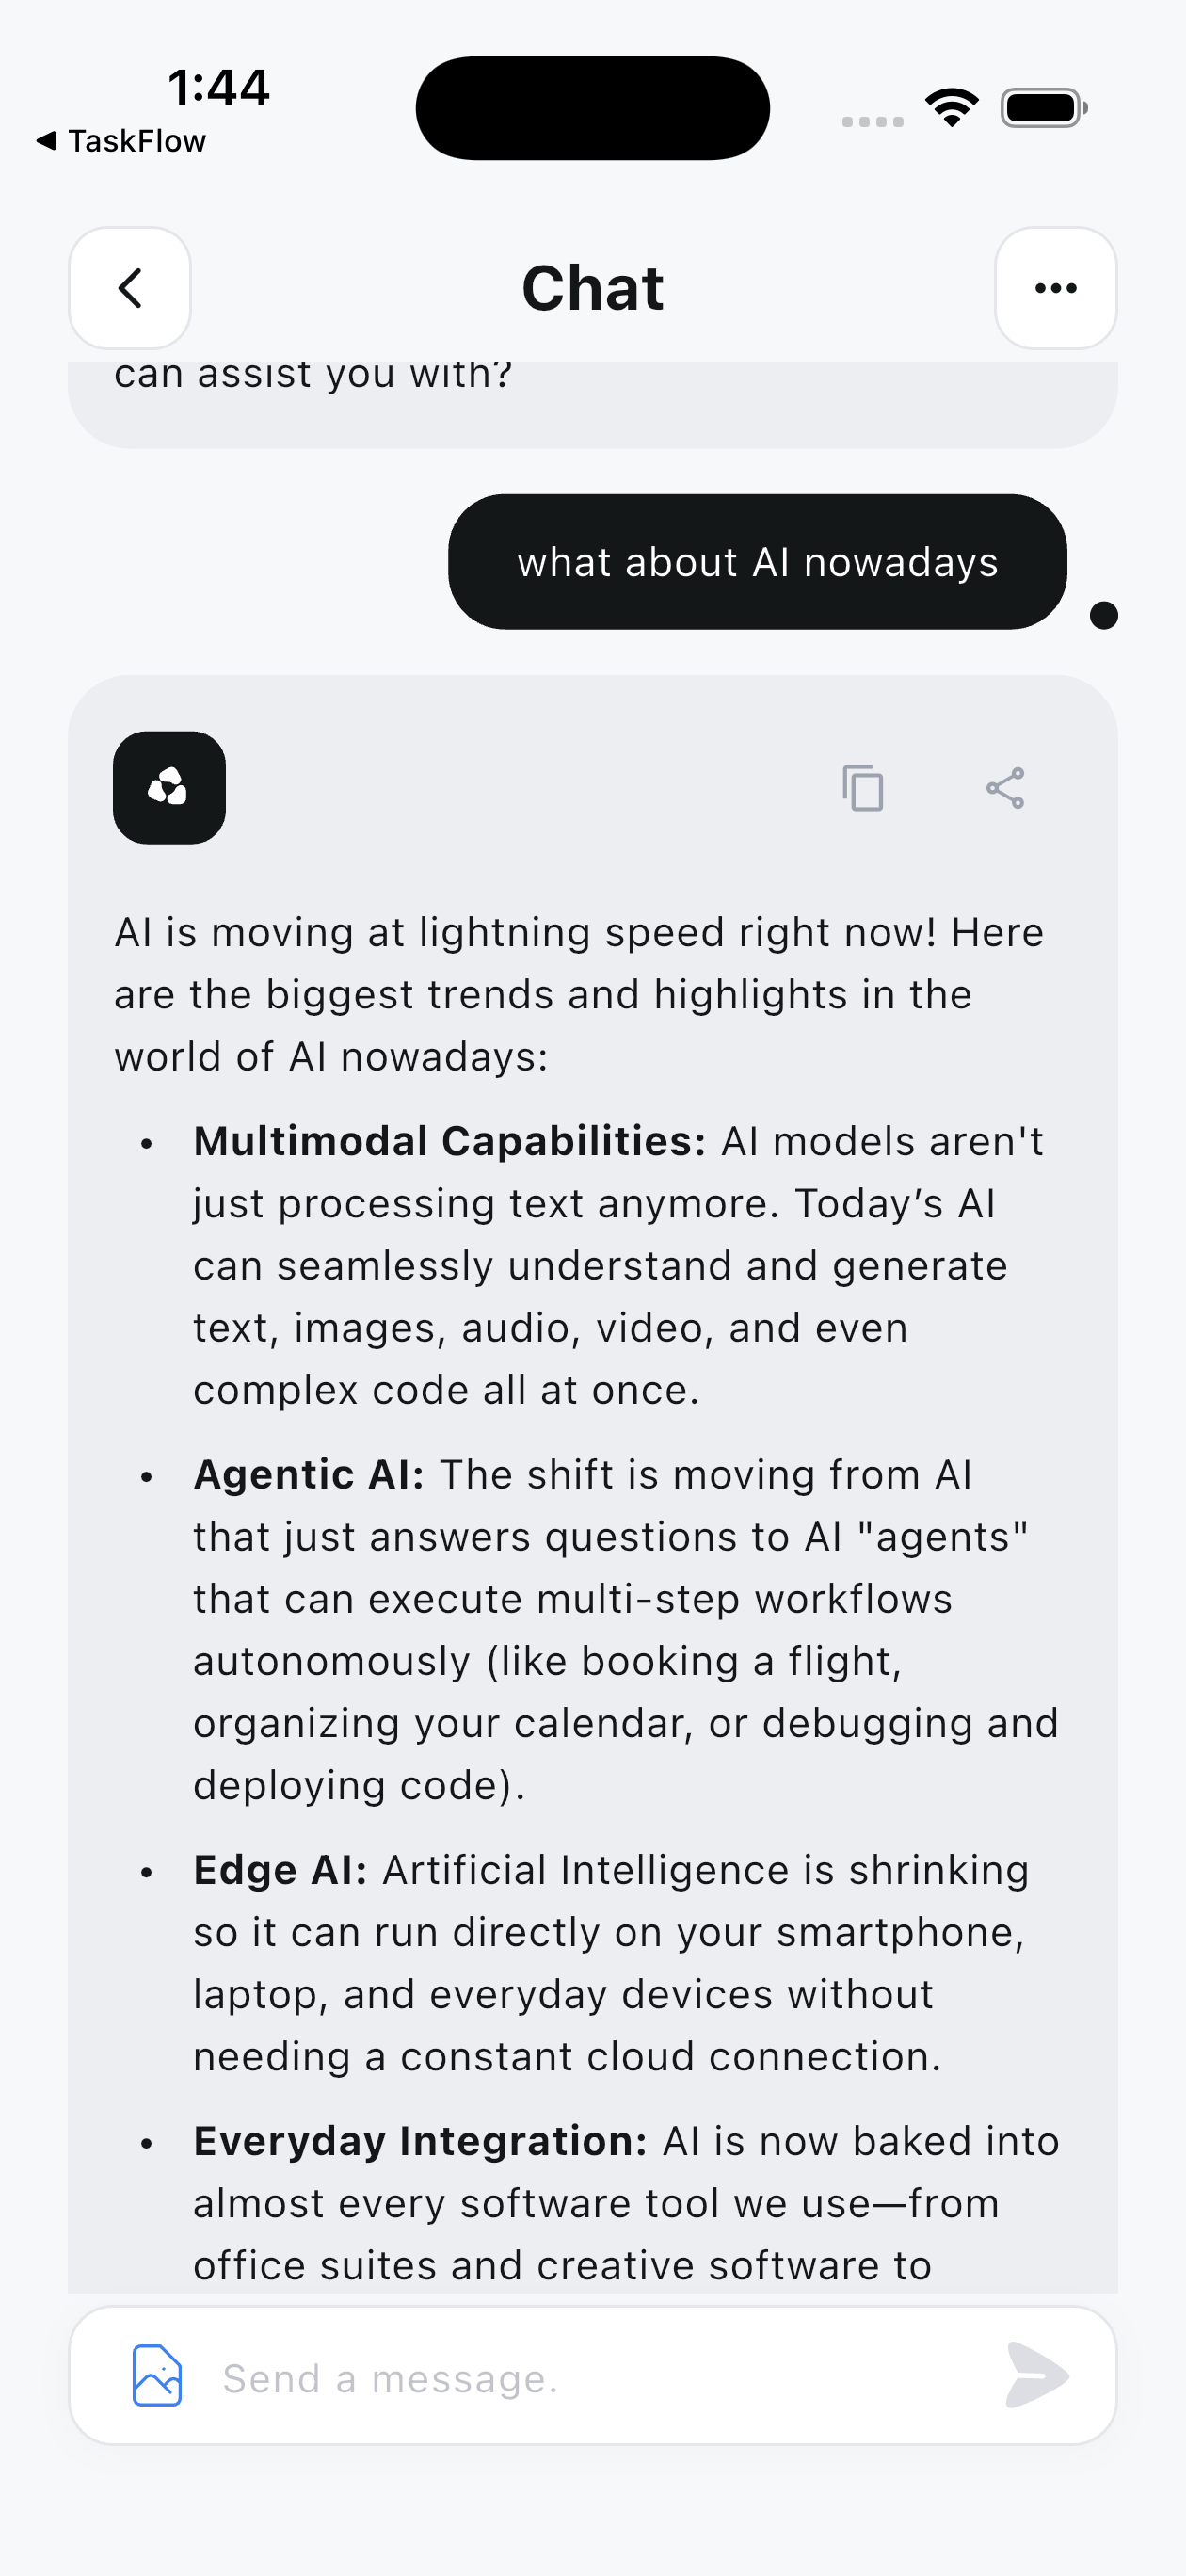 1:44
TaskFlow
Chat
can assist you with?
what about AI nowadays
AI is moving at lightning speed right now! Here
are the biggest trends and highlights in the
world of AI nowadays:
• Multimodal Capabilities: AI models aren't
just processing text anymore. Today’s AI
can seamlessly understand and generate
text, images, audio, video, and even
complex code all at once.
• Agentic AI: The shift is moving from AI
that just answers questions to AI "agents"
that can execute multi-step workflows
autonomously (like booking a flight,
organizing your calendar, or debugging and
deploying code).
• Edge AI: Artificial Intelligence is shrinking
so it can run directly on your smartphone,
laptop, and everyday devices without
needing a constant cloud connection.
• Everyday Integration: AI is now baked into
almost every software tool we use—from
office suites and creative software to
Send a message.